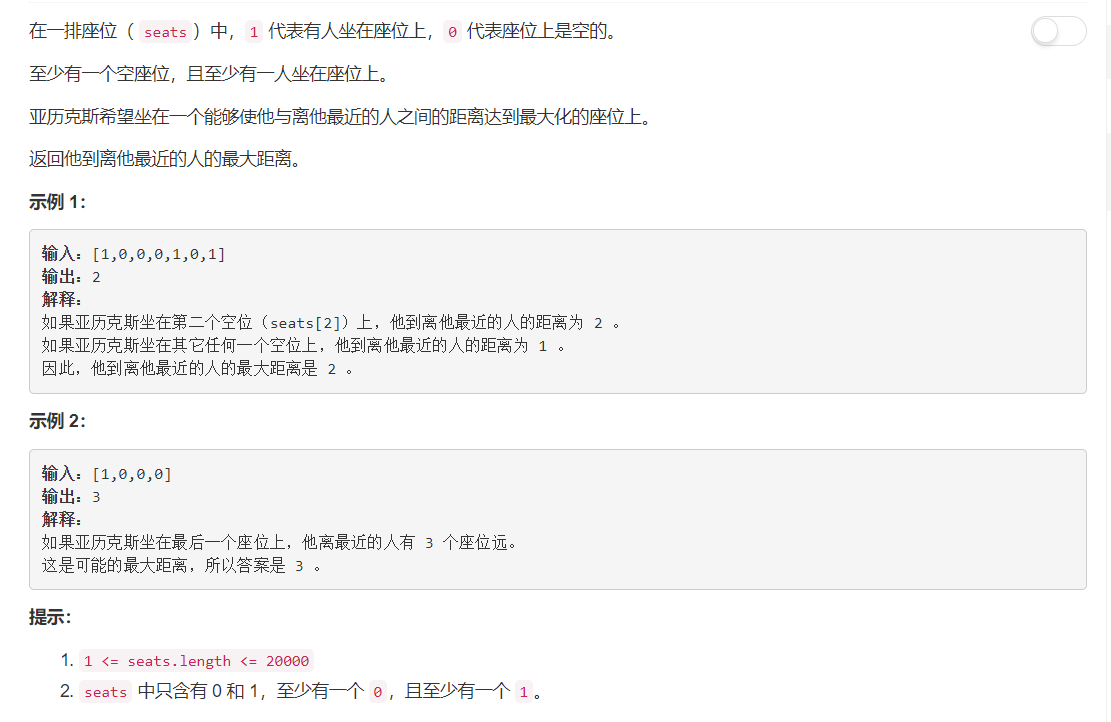 在一排座位（ seats）中，1 代表有人坐在座位上，0 代表座位上是空的。
至少有一个空座位，且至少有一人坐在座位上。
亚历克斯希望坐在一个能够使他与离他最近的人之间的距离达到最大化的座位上。
返回他到离他最近的人的最大距离。
示例 1：
输入：[1,0,0,0,1,0,1]
输出：2
解释：
如果亚历克斯坐在第二个空位（seats[2]）上，他到离他最近的人的距离为 2 。
如果亚历克斯坐在其它任何一个空位上，他到离他最近的人的距离为 1 。
因此，他到离他最近的人的最大距离是 2 。
示例 2：
输入：[1,0,0,0]
输出：3
解释：
如果亚历克斯坐在最后一个座位上，他离最近的人有 3 个座位远。
这是可能的最大距离，所以答案是 3 。
提示：
1. 1 <= seats.length <= 20000
2. seats 中只含有 0 和 1，至少有一个 0，且至少有一个 1。